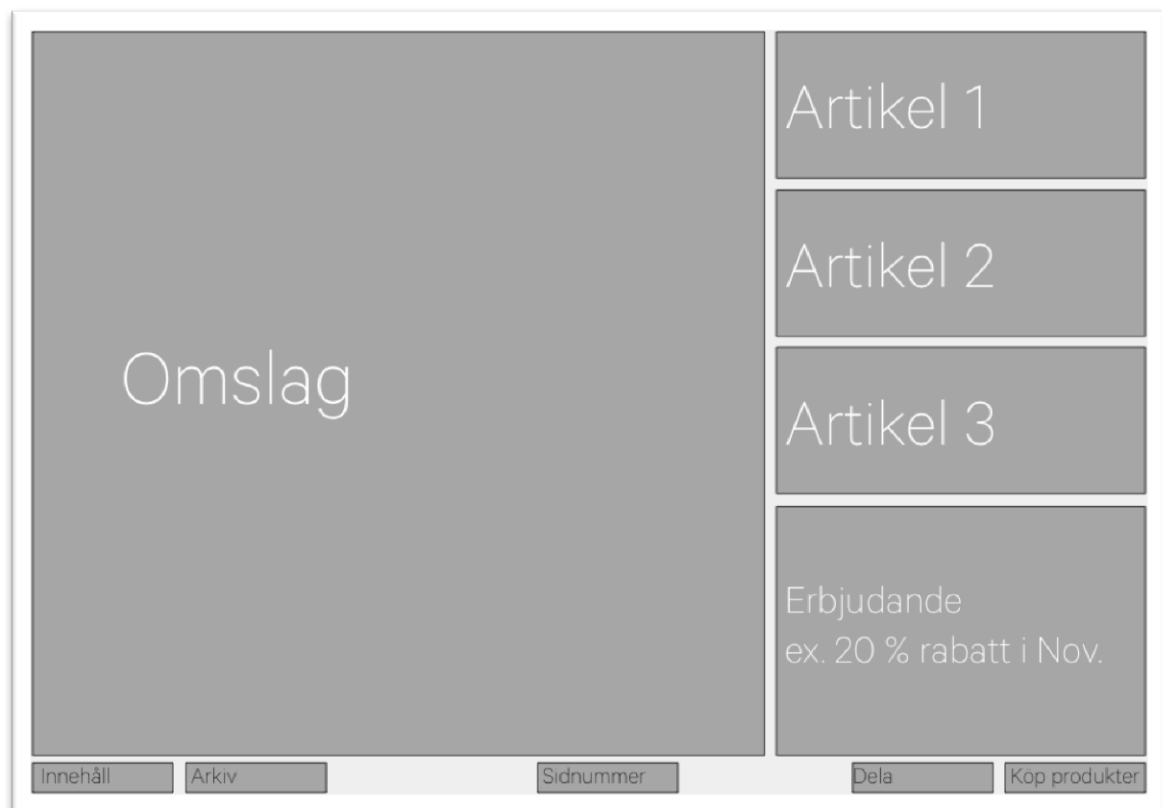 Omslag
Artikel 1
Artikel 2
Artikel 3
Erbjudande
ex. 20 % rabatt i Nov.
Innehåll
Arkiv
Sidnummer
Dela
Köp produkter